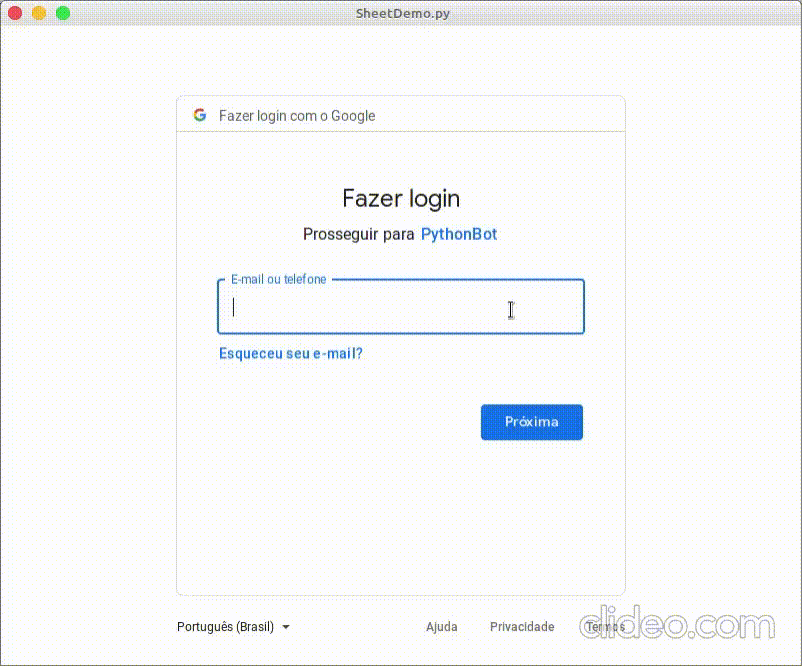 SheetDemo.py
Fazer login com o Google
Fazer login
Prosseguir para PythonBot
E-mail ou telefone
Esqueceu seu e-mail?
Próxima
Português (Brasil) Ajuda Privacidade Termos
clideo.com